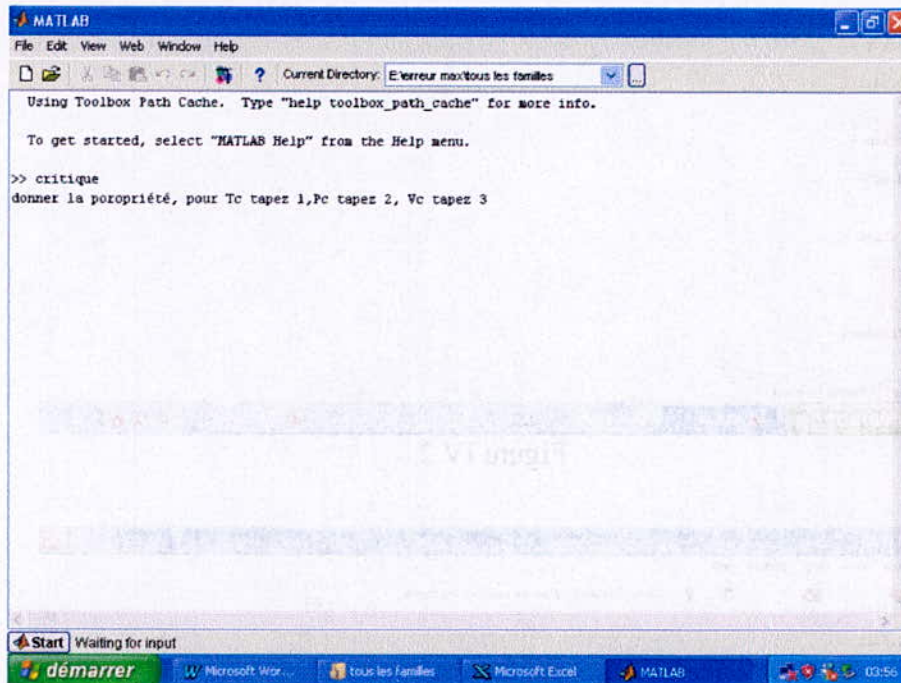 MATLAB
File Edit View Web Window Help
? Current Directory: E:\erreur max\tous les familles ...
Using Toolbox Path Cache. Type "help toolbox_path_cache" for more info.
To get started, select "MATLAB Help" from the Help menu.
>> critique
donner la poropriété, pour Tc tapez 1,Pc tapez 2, Vc tapez 3
Figure IV 2
Start Waiting for input
démarrer Microsoft Wor... tous les familles Microsoft Excel MATLAB 03:56